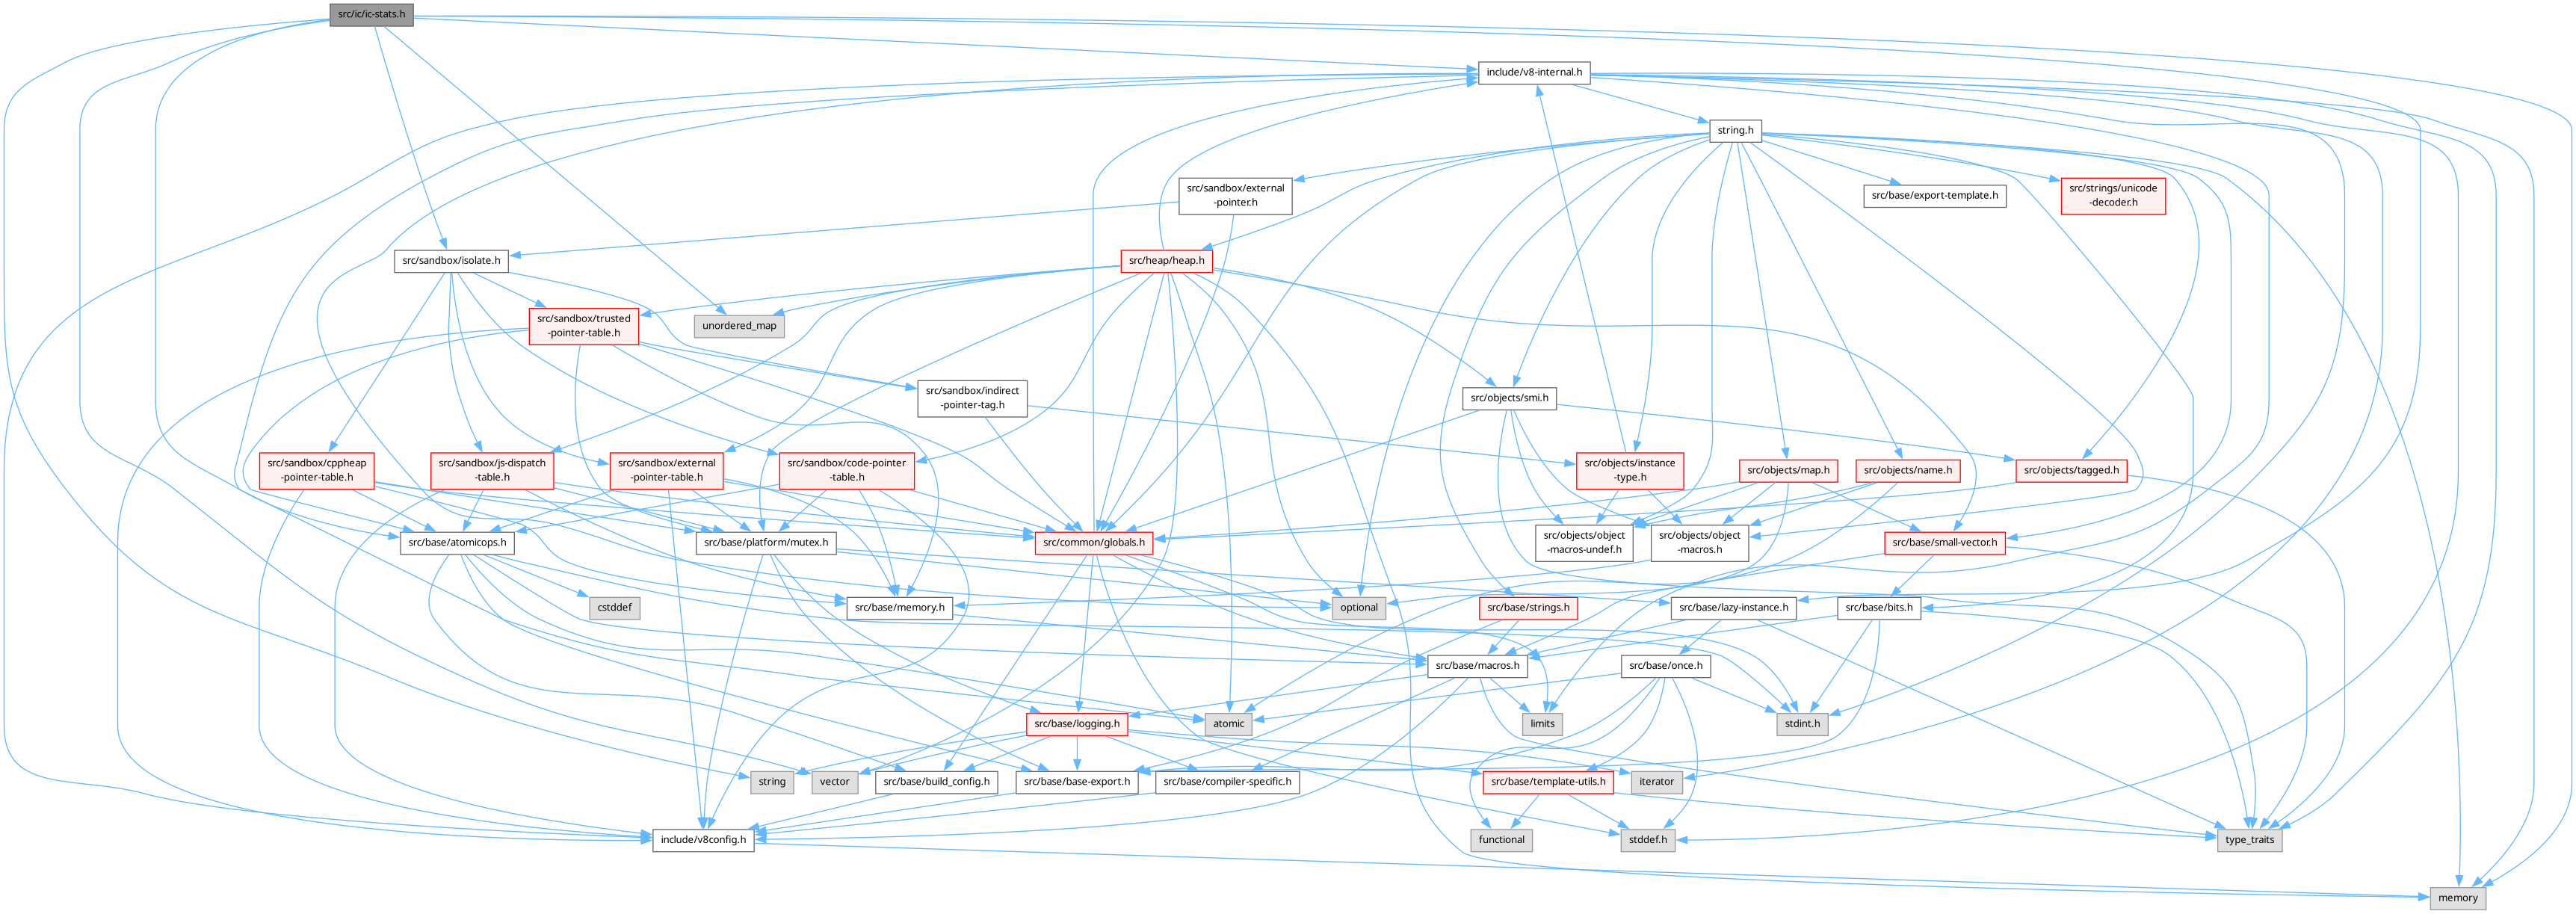 src/ic/ic-stats.h
include/v8-internal.h
string.h
src/sandbox/external
-pointer.h
src/base/export-template.h
src/strings/unicode
-decoder.h
src/sandbox/isolate.h
src/heap/heap.h
src/sandbox/trusted
-pointer-table.h
unordered_map
src/sandbox/indirect
-pointer-tag.h
src/objects/smi.h
src/sandbox/cppheap
-pointer-table.h
src/sandbox/js-dispatch
-table.h
src/sandbox/external
-pointer-table.h
src/sandbox/code-pointer
-table.h
src/objects/instance
-type.h
src/objects/map.h
src/objects/name.h
src/objects/tagged.h
src/base/atomicops.h
src/base/platform/mutex.h
src/common/globals.h
src/objects/object
-macros-undef.h
src/objects/object
-macros.h
src/base/small-vector.h
cstddef
src/base/memory.h
optional
src/base/strings.h
src/base/lazy-instance.h
src/base/bits.h
src/base/macros.h
src/base/once.h
src/base/logging.h
atomic
limits
stdint.h
string
vector
src/base/build_config.h
src/base/base-export.h
src/base/compiler-specific.h
src/base/template-utils.h
iterator
include/v8config.h
functional
stddef.h
type_traits
memory